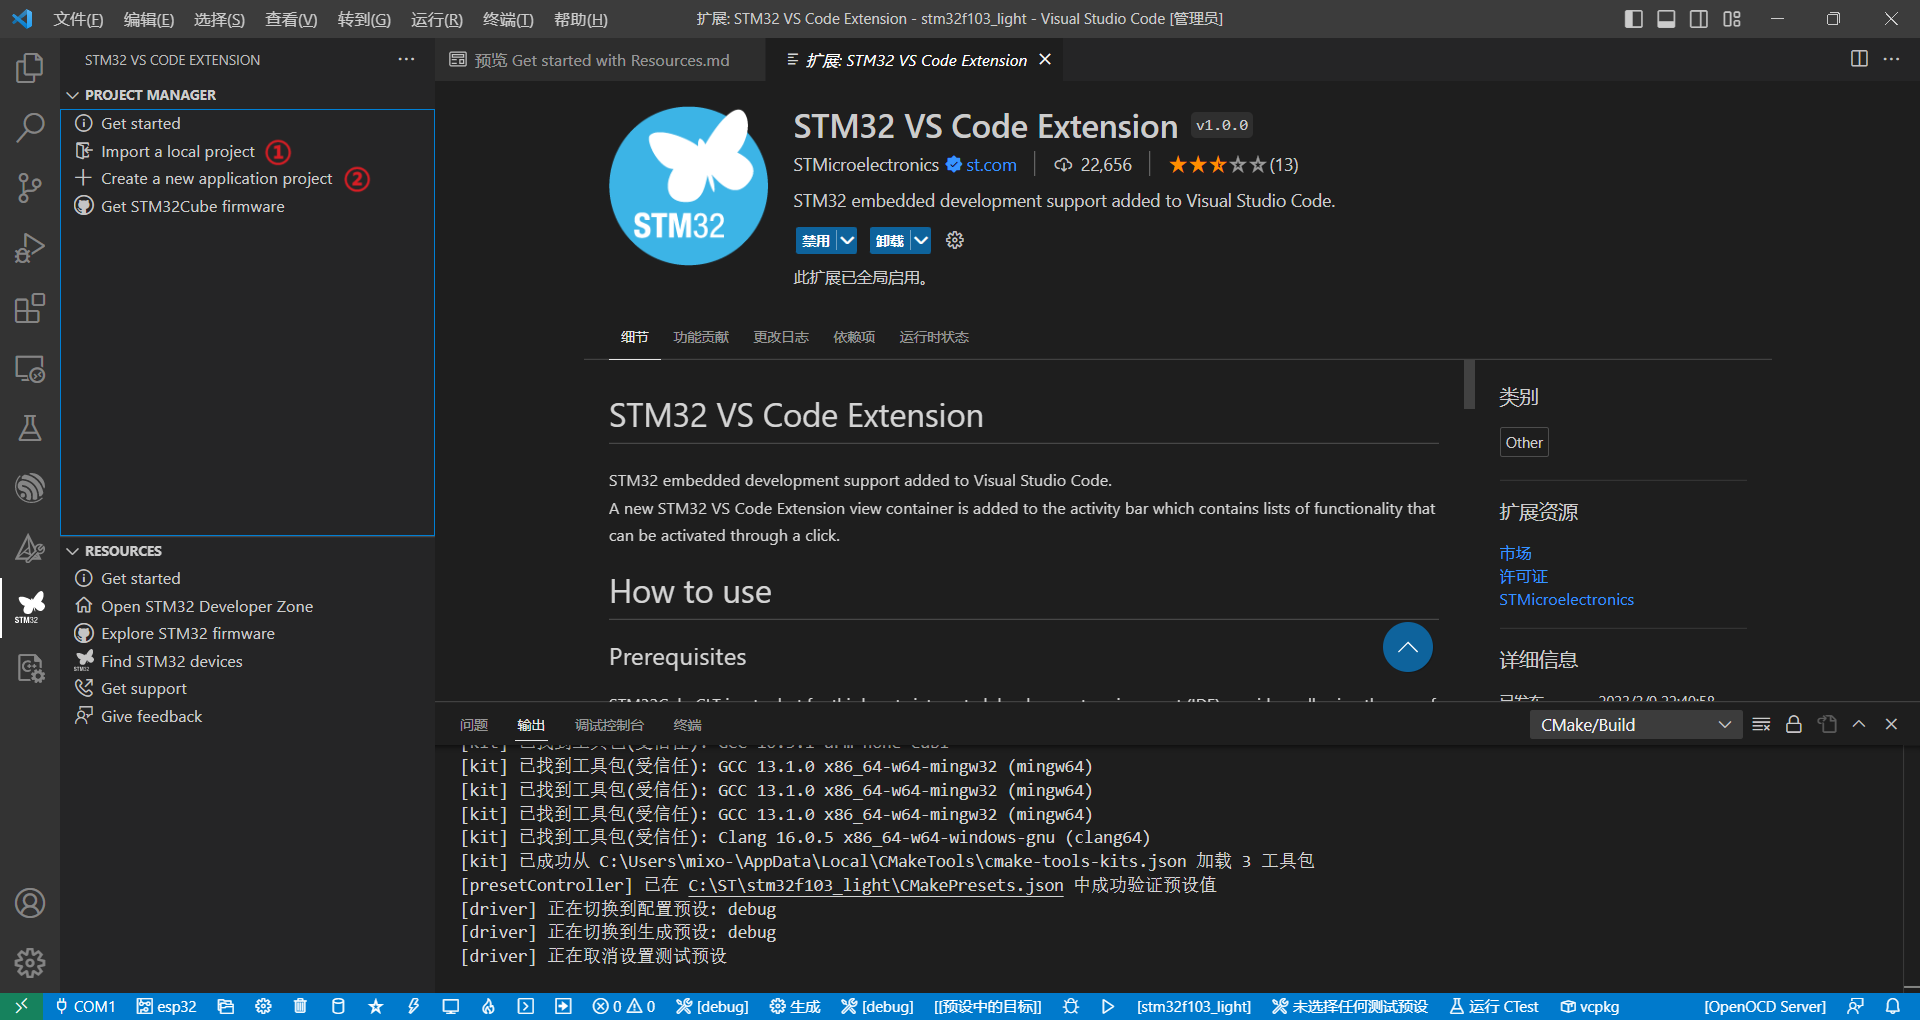 文件(F) 编辑(E) 选择(S) 查看(V) 转到(G) 运行(R) 终端(T) 帮助(H) 扩展: STM32 VS Code Extension - stm32f103_light - Visual Studio Code [管理员]
STM32 VS CODE EXTENSION
PROJECT MANAGER
Get started
Import a local project ①
Create a new application project ②
Get STM32Cube firmware
RESOURCES
Get started
Open STM32 Developer Zone
Explore STM32 firmware
Find STM32 devices
Get support
Give feedback
STM32
预览 Get started with Resources.md 扩展: STM32 VS Code Extension
STM32
STM32 VS Code Extension v1.0.0
STMicroelectronics st.com 22,656 (13)
STM32 embedded development support added to Visual Studio Code.
禁用 卸载
此扩展已全局启用。
细节 功能贡献 更改日志 依赖项 运行时状态
STM32 VS Code Extension
STM32 embedded development support added to Visual Studio Code.
A new STM32 VS Code Extension view container is added to the activity bar which contains lists of functionality that
can be activated through a click.
How to use
Prerequisites
类别
Other
扩展资源
市场
许可证
STMicroelectronics
详细信息
问题 输出 调试控制台 终端 CMake/Build
[kit] 已找到工具包(受信任): GCC 13.1.0 x86_64-w64-mingw32 (mingw64)
[kit] 已找到工具包(受信任): GCC 13.1.0 x86_64-w64-mingw32 (mingw64)
[kit] 已找到工具包(受信任): GCC 13.1.0 x86_64-w64-mingw32 (mingw64)
[kit] 已找到工具包(受信任): Clang 16.0.5 x86_64-w64-windows-gnu (clang64)
[kit] 已成功从 C:\Users\mixo-\AppData\Local\CMakeTools\cmake-tools-kits.json 加载 3 工具包
[presetController] 已在 C:\ST\stm32f103_light\CMakePresets.json 中成功验证预设值
[driver] 正在切换到配置预设: debug
[driver] 正在切换到生成预设: debug
[driver] 正在取消设置测试预设
COM1 esp32 0 0 [debug] 生成 [debug] [[预设中的目标]] [stm32f103_light] 未选择任何测试预设 运行 CTest vcpkg [OpenOCD Server]